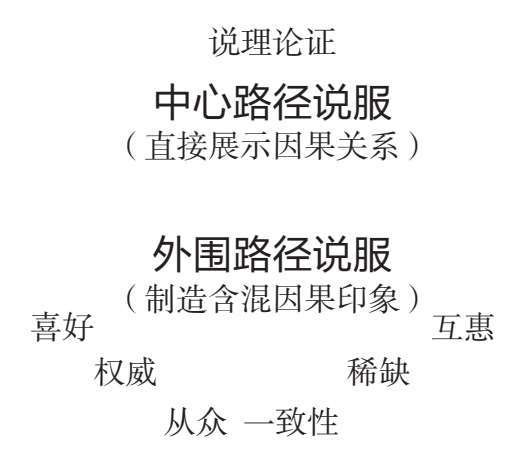 说理论证
中心路径说服
（直接展示因果关系）
外围路径说服
（制造含混因果印象）
喜好 互惠
权威 稀缺
从众 一致性